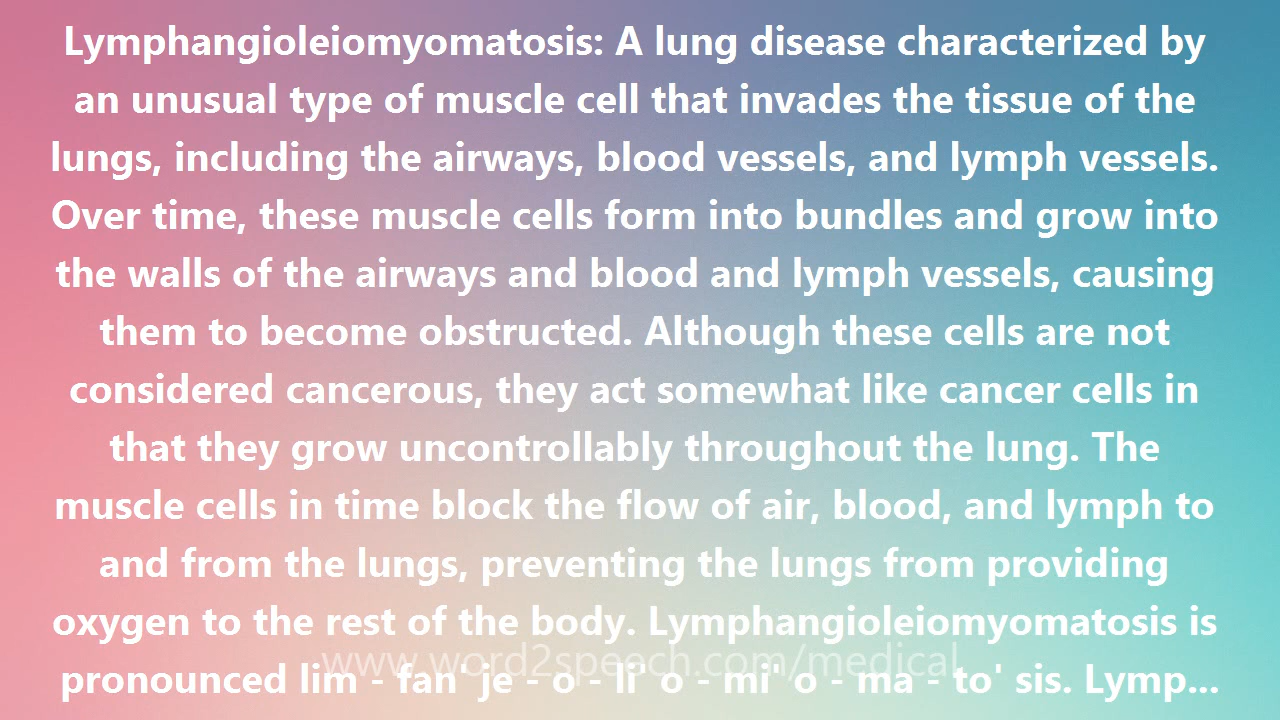 Lymphangioleiomyomatosis: A lung disease characterized by
an unusual type of muscle cell that invades the tissue of the
lungs, including the airways, blood vessels, and lymph vessels.
Over time, these muscle cells form into bundles and grow into
the walls of the airways and blood and lymph vessels, causing
them to become obstructed. Although these cells are not
considered cancerous, they act somewhat like cancer cells in
that they grow uncontrollably throughout the lung. The
muscle cells in time block the flow of air, blood, and lymph to
and from the lungs, preventing the lungs from providing
oxygen to the rest of the body. Lymphangioleiomyomatosis is
www.word2speech.com/medical
pronounced lim - fan' je - o - li' o - mi' o - ma - to' sis. Lymp...